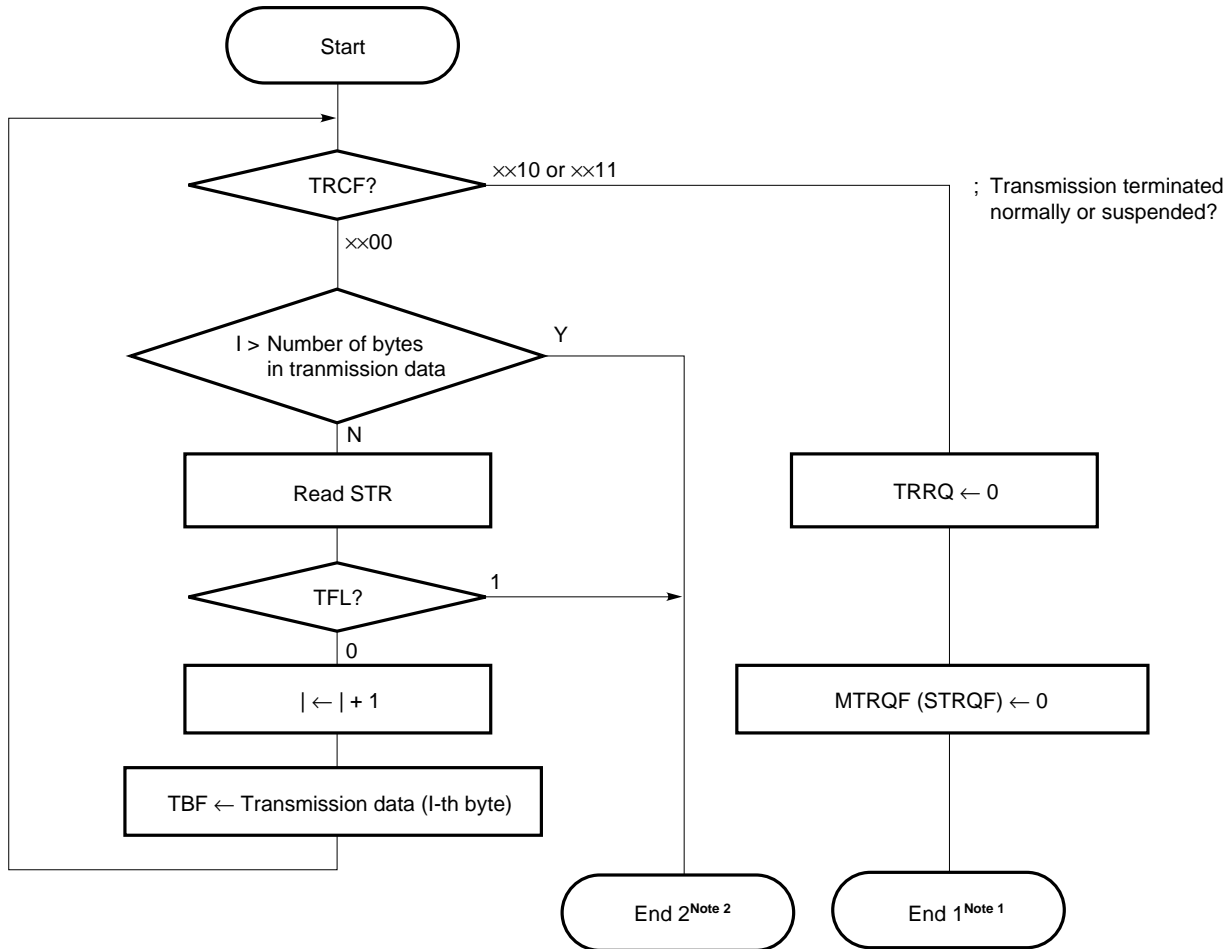 Start
TRCF?
××10 or ××11
; Transmission terminated
normally or suspended?
××00
I > Number of bytes
in tranmission data
Y
N
Read STR
TRRQ ← 0
TFL?
1
0
| ← | + 1
MTRQF (STRQF) ← 0
TBF ← Transmission data (I-th byte)
End 2Note 2
End 1Note 1